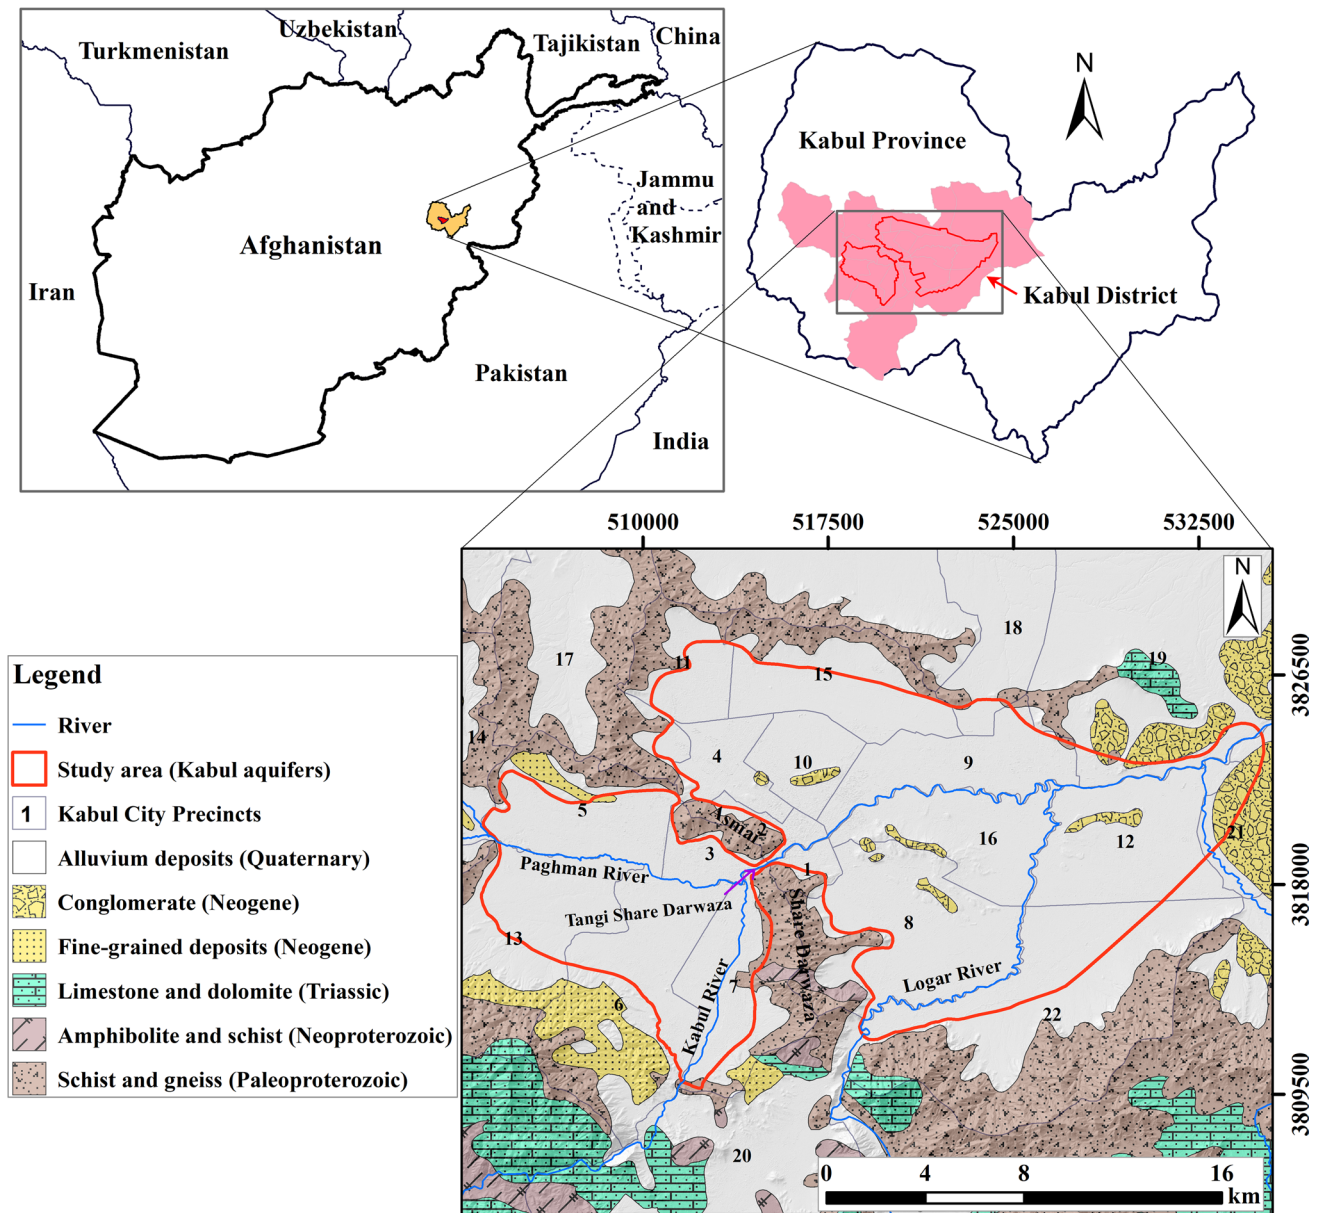 Uzbekistan
Turkmenistan
Tajikistan
China
Jammu
and
Kashmir
Afghanistan
Iran
Pakistan
India
N
Kabul Province
Kabul District
510000
517500
525000
532500
N
3826500
3818000
3809500
18
17
11
15
19
14
4
10
9
5
Asmai
2
16
12
21
3
1
Paghman River
Tangi Share Darwaza
Share Darwaza
8
13
Logar River
7
Kabul River
6
22
20
0
4
8
16
km
Legend
River
Study area (Kabul aquifers)
1
Kabul City Precincts
Alluvium deposits (Quaternary)
Conglomerate (Neogene)
Fine-grained deposits (Neogene)
Limestone and dolomite (Triassic)
Amphibolite and schist (Neoproterozoic)
Schist and gneiss (Paleoproterozoic)